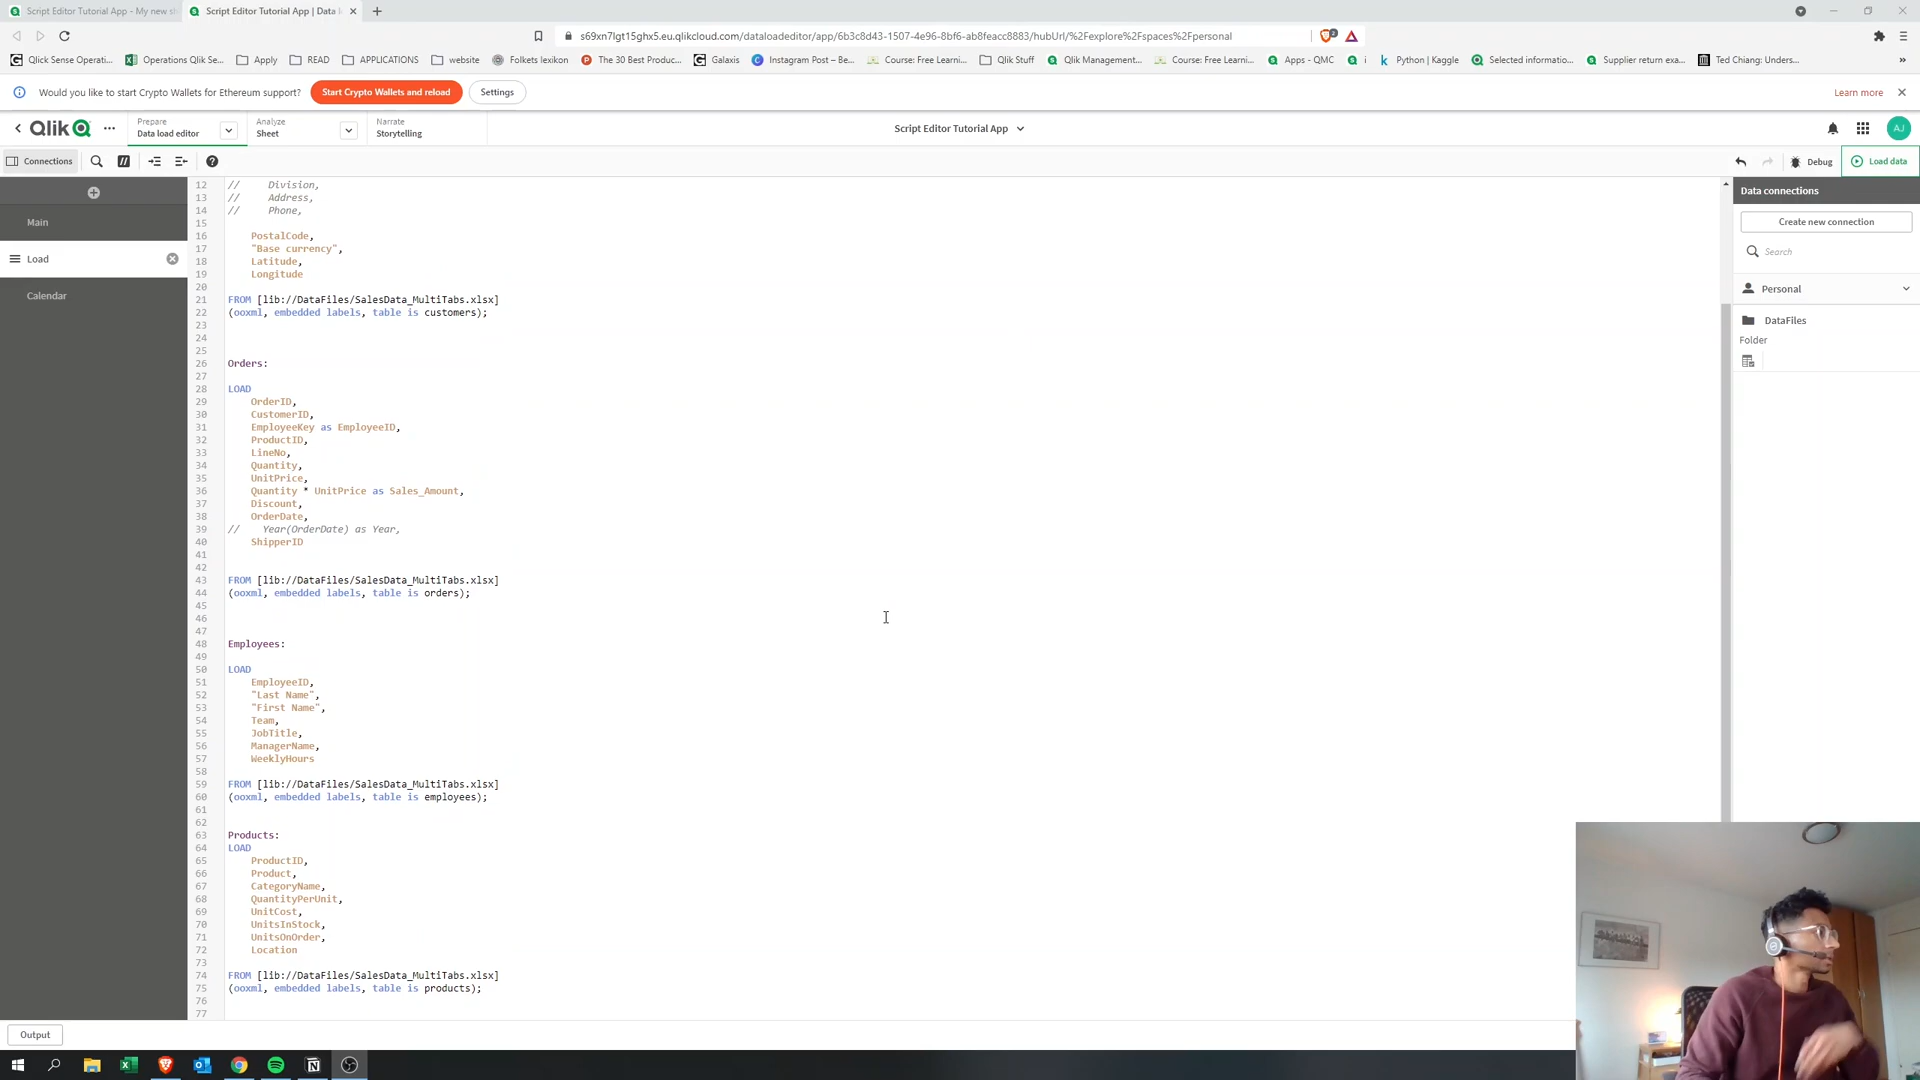 Script Editor Tutorial App - My new s
Script Editor Tutorial App | Data l
s69xn7lgt15ghx5.eu.qlikcloud.com/dataloadeditor/app/6b3c8d43-1507-4e96-8bf6-ab8feacc8883/hubUrl/%2Fexplore%2Fspaces%2Fpersonal
Qlick Sense Operati... Operations Qlik Se... Apply READ APPLICATIONS website Folkets lexikon The 30 Best Produc... Galaxis Instagram Post – Be... Course: Free Learni... Qlik Stuff Qlik Management... Course: Free Learni... Apps - QMC i Python | Kaggle Selected informatio... Supplier return exa... Ted Chiang: Unders... »
Would you like to start Crypto Wallets for Ethereum support? Start Crypto Wallets and reload Settings Learn more
Qlik Prepare
Data load editor
Analyze
Sheet
Narrate
Storytelling
Script Editor Tutorial App
AJ
Connections Debug Load data
Main
Load
Calendar
12 // Division,
13 // Address,
14 // Phone,
15
16 PostalCode,
17 "Base currency",
18 Latitude,
19 Longitude
20
21 FROM [lib://DataFiles/SalesData_MultiTabs.xlsx]
22 (ooxml, embedded labels, table is customers);
23
24
25
26 Orders:
27
28 LOAD
29 OrderID,
30 CustomerID,
31 EmployeeKey as EmployeeID,
32 ProductID,
33 LineNo,
34 Quantity,
35 UnitPrice,
36 Quantity * UnitPrice as Sales_Amount,
37 Discount,
38 OrderDate,
39 // Year(OrderDate) as Year,
40 ShipperID
41
42
43 FROM [lib://DataFiles/SalesData_MultiTabs.xlsx]
44 (ooxml, embedded labels, table is orders);
45
46
47
48 Employees:
49
50 LOAD
51 EmployeeID,
52 "Last Name",
53 "First Name",
54 Team,
55 JobTitle,
56 ManagerName,
57 WeeklyHours
58
59 FROM [lib://DataFiles/SalesData_MultiTabs.xlsx]
60 (ooxml, embedded labels, table is employees);
61
62
63 Products:
64 LOAD
65 ProductID,
66 Product,
67 CategoryName,
68 QuantityPerUnit,
69 UnitCost,
70 UnitsInStock,
71 UnitsOnOrder,
72 Location
73
74 FROM [lib://DataFiles/SalesData_MultiTabs.xlsx]
75 (ooxml, embedded labels, table is products);
76
77
Data connections
Create new connection
Search
Personal
DataFiles
Folder
Output